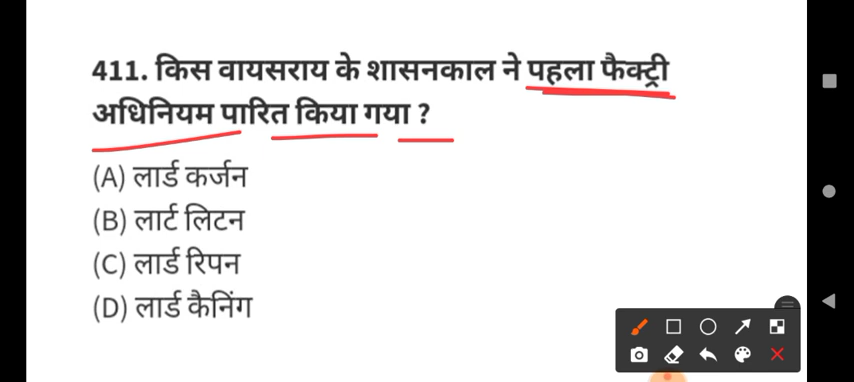 411. किस वायसराय के शासनकाल ने पहला फैक्ट्री
अधिनियम पारित किया गया ?
(A) लार्ड कर्जन
(B) लार्ट लिटन
(C) लार्ड रिपन
(D) लार्ड कैनिंग